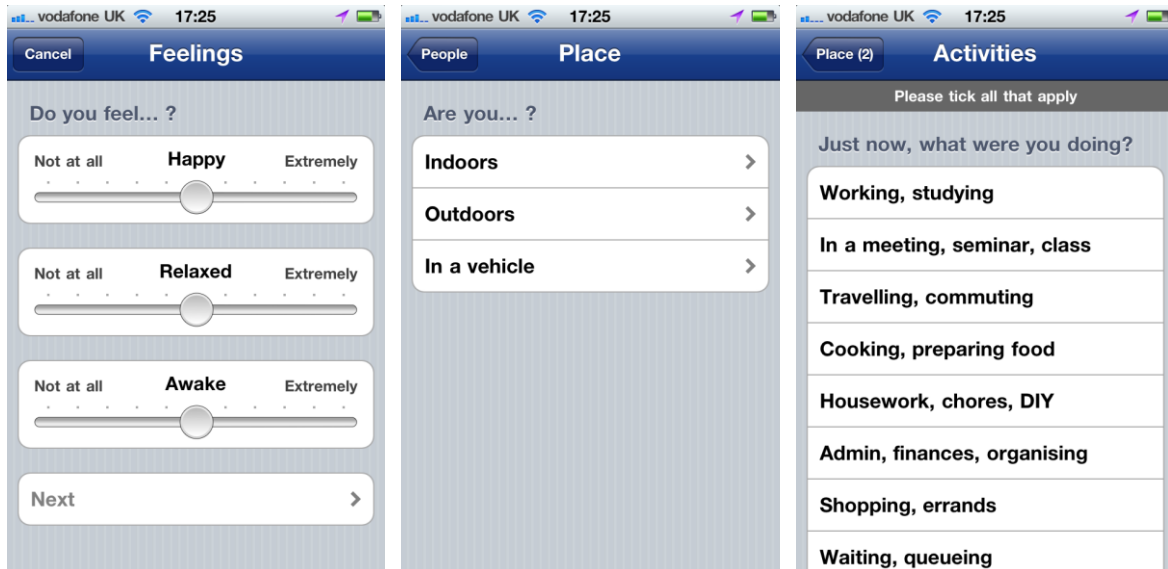 vodafone UK 17:25
Cancel Feelings
Do you feel... ?
Not at all Happy Extremely
Not at all Relaxed Extremely
Not at all Awake Extremely
Next
vodafone UK 17:25
People Place
Are you... ?
Indoors
Outdoors
In a vehicle
vodafone UK 17:25
Place (2) Activities
Please tick all that apply
Just now, what were you doing?
Working, studying
In a meeting, seminar, class
Travelling, commuting
Cooking, preparing food
Housework, chores, DIY
Admin, finances, organising
Shopping, errands
Waiting, queueing